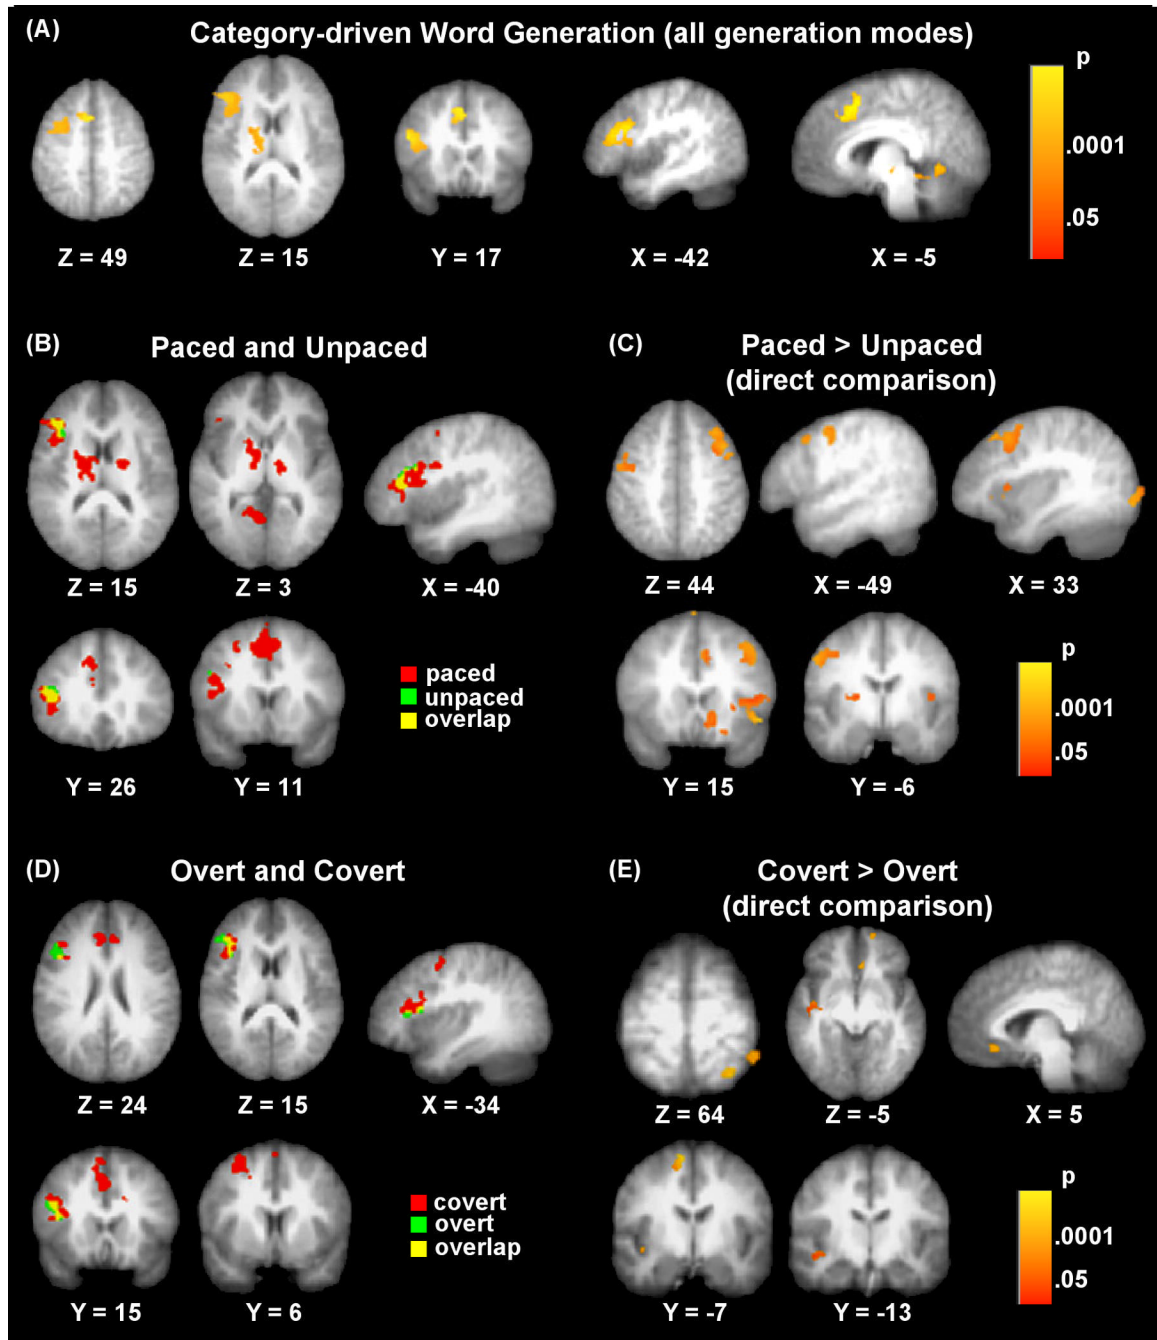 (A) Category-driven Word Generation (all generation modes)
p
.0001
.05
Z = 49 Z = 15 Y = 17 X = -42 X = -5
(B) Paced and Unpaced
Z = 15 Z = 3 X = -40
paced
unpaced
overlap
Y = 26 Y = 11
(C) Paced > Unpaced
(direct comparison)
Z = 44 X = -49 X = 33
p
.0001
.05
Y = 15 Y = -6
(D) Overt and Covert
Z = 24 Z = 15 X = -34
covert
overt
overlap
Y = 15 Y = 6
(E) Covert > Overt
(direct comparison)
Z = 64 Z = -5 X = 5
p
.0001
.05
Y = -7 Y = -13